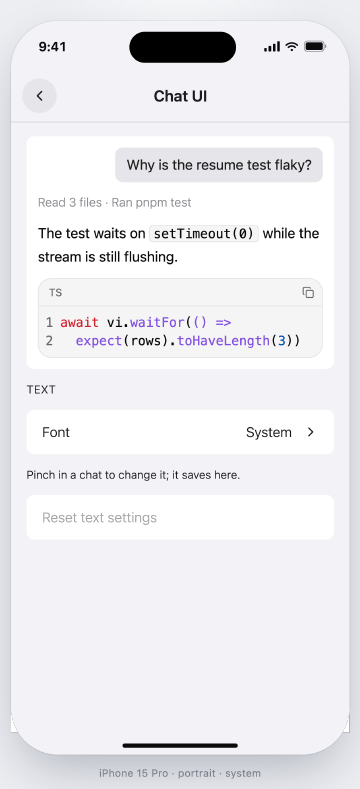 9:41
Chat UI
Why is the resume test flaky?
Read 3 files · Ran pnpm test
The test waits on setTimeout(0) while the
stream is still flushing.
TS
1 await vi.waitFor(() =>
2   expect(rows).toHaveLength(3))
TEXT
Font System
Pinch in a chat to change it; it saves here.
Reset text settings
iPhone 15 Pro · portrait · system